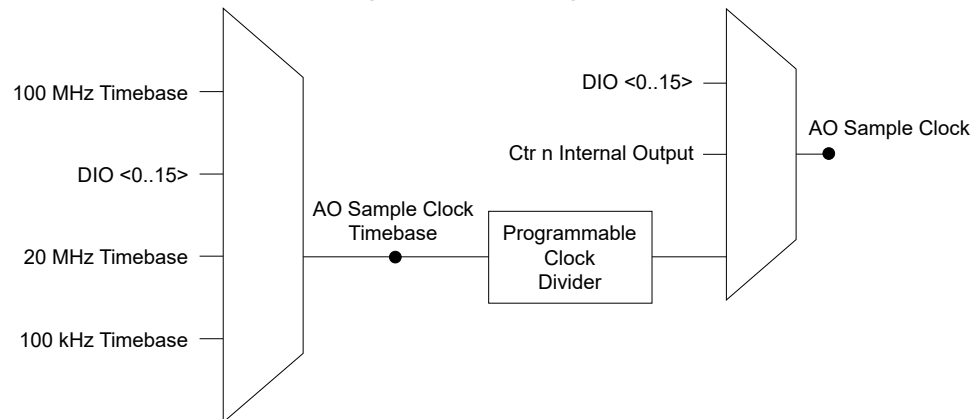 100 MHz Timebase
DIO <0..15>
20 MHz Timebase
100 kHz Timebase
AO Sample Clock
Timebase
Programmable
Clock
Divider
DIO <0..15>
Ctr n Internal Output
AO Sample Clock